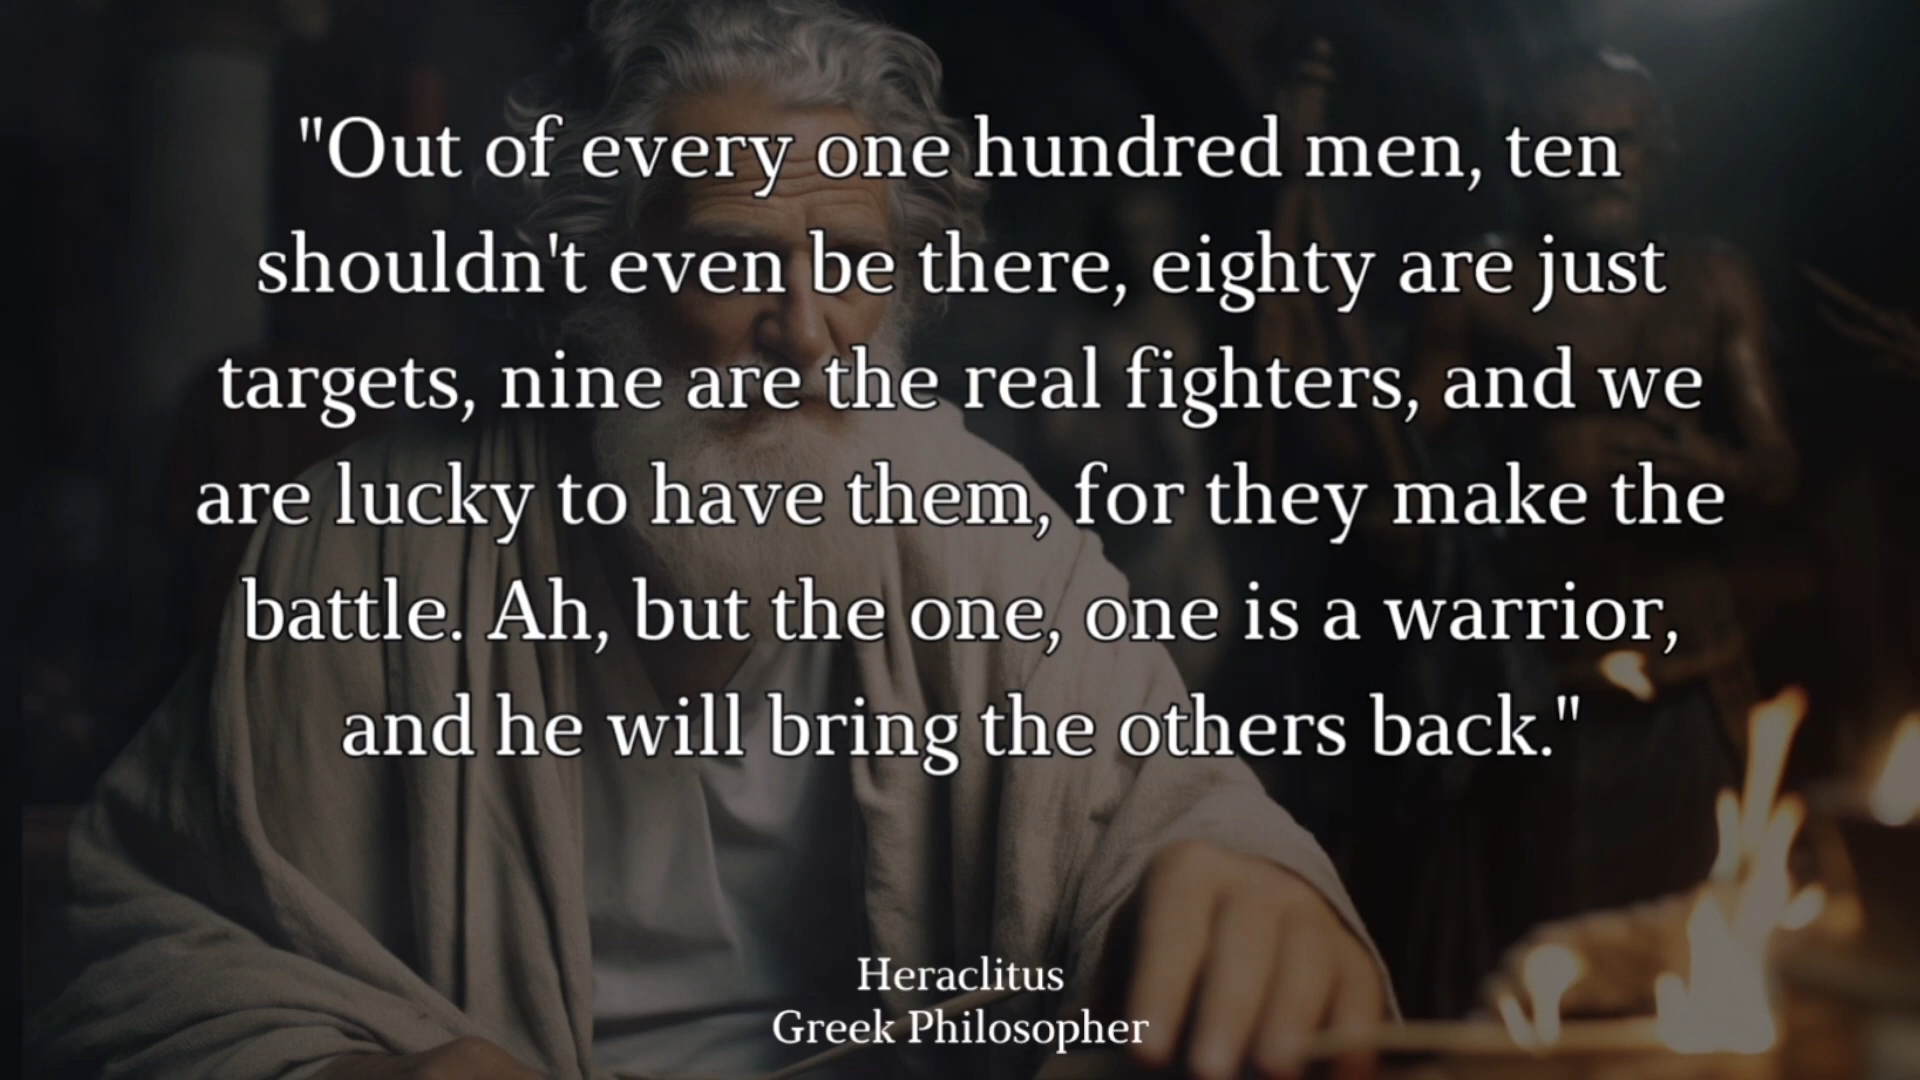 "Out of every one hundred men, ten
shouldn't even be there, eighty are just
targets, nine are the real fighters, and we
are lucky to have them, for they make the
battle. Ah, but the one, one is a warrior,
and he will bring the others back."
Heraclitus
Greek Philosopher